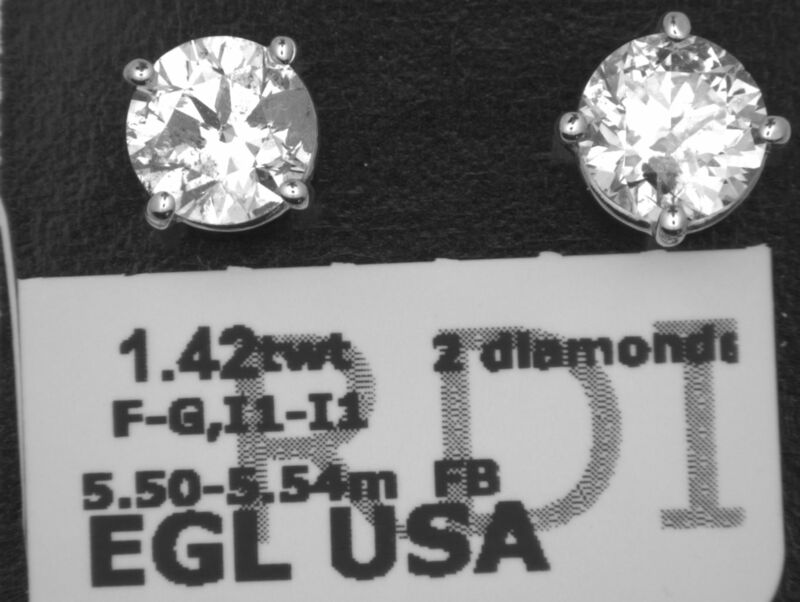 1.42twt 2 diamonds
F-G,I1-I1
5.50-5.54m FB
EGL USA
RDI